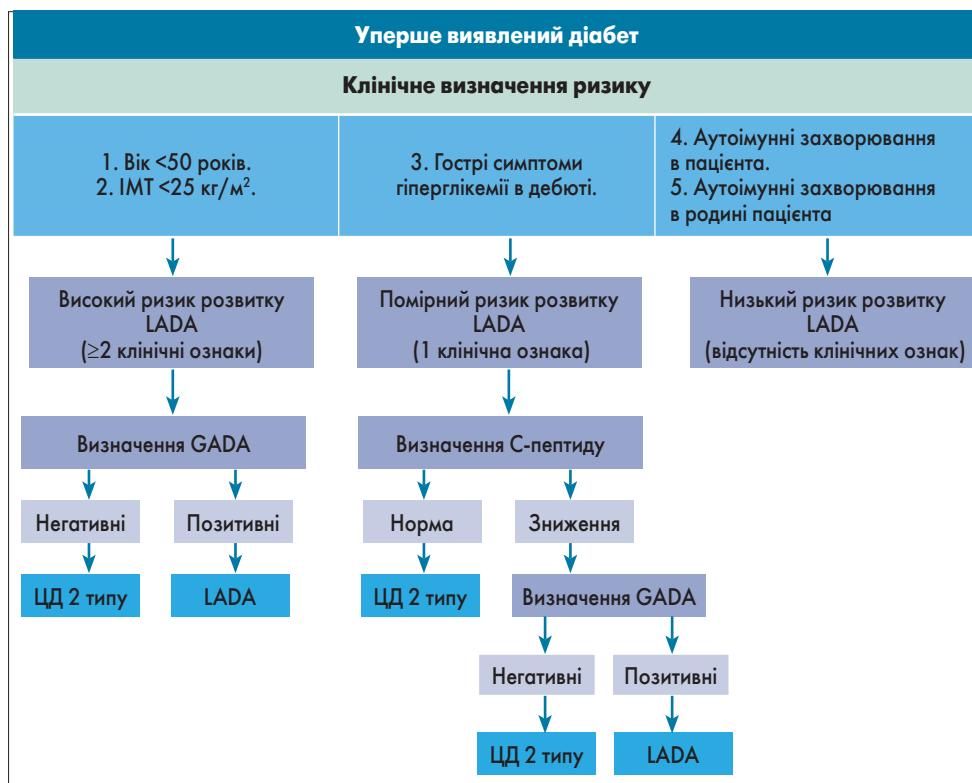 Уперше виявлений діабет
Клінічне визначення ризику
1. Вік <50 років.
2. ІМТ <25 кг/м².
3. Гострі симптоми
гіперглікемії в дебюті.
4. Аутоімунні захворювання
в пацієнта.
5. Аутоімунні захворювання
в родині пацієнта
Високий ризик розвитку
LADA
(≥2 клінічні ознаки)
Помірний ризик розвитку
LADA
(1 клінічна ознака)
Низький ризик розвитку
LADA
(відсутність клінічних ознак)
Визначення GADA
Визначення С-пептиду
Негативні
Позитивні
Норма
Зниження
ЦД 2 типу
LADA
ЦД 2 типу
Визначення GADA
Негативні
Позитивні
ЦД 2 типу
LADA